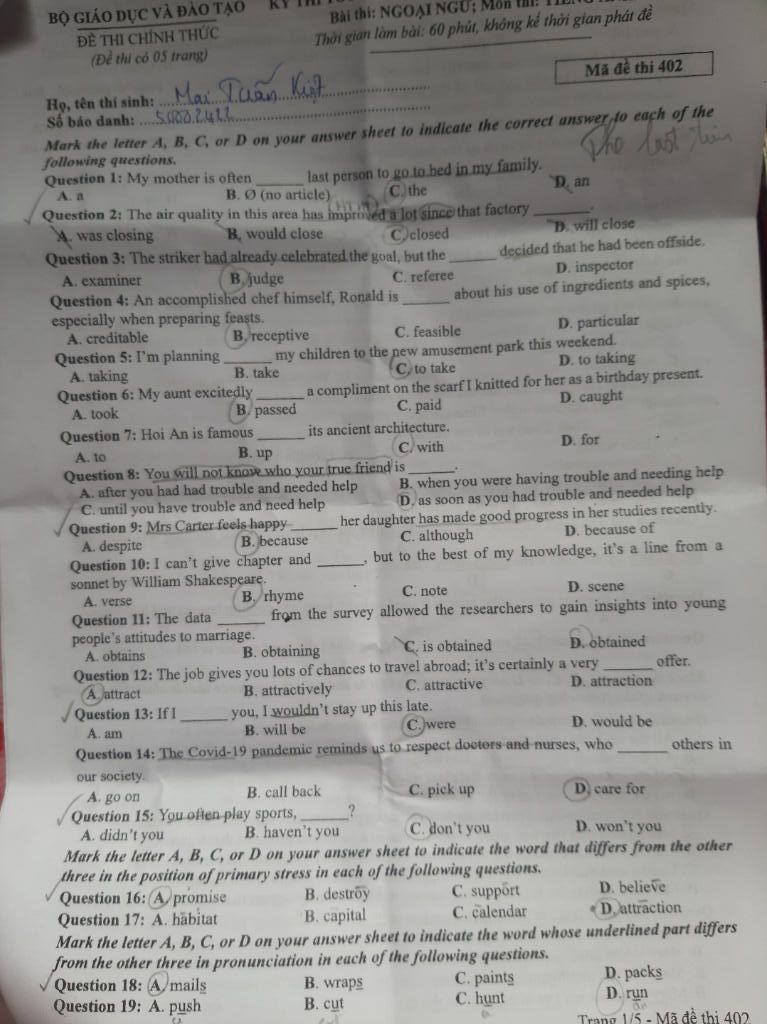 BỘ GIÁO DỤC VÀ ĐÀO TẠO
ĐỀ THI CHÍNH THỨC
(Đề thi có 05 trang)
Bài thi: NGOẠI NGỮ; Môn thi:
Thời gian làm bài: 60 phút, không kể thời gian phát đề
Mã đề thi 402
Họ, tên thí sinh: Mai Tuấn Kiệt
Số báo danh:
Mark the letter A, B, C, or D on your answer sheet to indicate the correct answer to each of the
following questions.
The last
Question 1: My mother is often ______ last person to go to bed in my family.
A. a B. Ø (no article) C. the D. an
Question 2: The air quality in this area has improved a lot since that factory ______.
A. was closing B. would close C. closed D. will close
Question 3: The striker had already celebrated the goal, but the ______ decided that he had been offside.
A. examiner B. judge C. referee D. inspector
Question 4: An accomplished chef himself, Ronald is ______ about his use of ingredients and spices,
especially when preparing feasts.
A. creditable B. receptive C. feasible D. particular
Question 5: I'm planning ______ my children to the new amusement park this weekend.
A. taking B. take C. to take D. to taking
Question 6: My aunt excitedly ______ a compliment on the scarf I knitted for her as a birthday present.
A. took B. passed C. paid D. caught
Question 7: Hoi An is famous ______ its ancient architecture.
A. to B. up C. with D. for
Question 8: You will not know who your true friend is ______.
A. after you had had trouble and needed help B. when you were having trouble and needing help
C. until you have trouble and need help D. as soon as you had trouble and needed help
Question 9: Mrs Carter feels happy ______ her daughter has made good progress in her studies recently.
A. despite B. because C. although D. because of
Question 10: I can't give chapter and ______, but to the best of my knowledge, it's a line from a
sonnet by William Shakespeare.
A. verse B. rhyme C. note D. scene
Question 11: The data ______ from the survey allowed the researchers to gain insights into young
people's attitudes to marriage.
A. obtains B. obtaining C. is obtained D. obtained
Question 12: The job gives you lots of chances to travel abroad; it's certainly a very ______ offer.
A. attract B. attractively C. attractive D. attraction
Question 13: If I ______ you, I wouldn't stay up this late.
A. am B. will be C. were D. would be
Question 14: The Covid-19 pandemic reminds us to respect doctors and nurses, who ______ others in
our society.
A. go on B. call back C. pick up D. care for
Question 15: You often play sports, ______?
A. didn't you B. haven't you C. don't you D. won't you
Mark the letter A, B, C, or D on your answer sheet to indicate the word that differs from the other
three in the position of primary stress in each of the following questions.
Question 16: A. promise B. destroy C. support D. believe
Question 17: A. habitat B. capital C. calendar D. attraction
Mark the letter A, B, C, or D on your answer sheet to indicate the word whose underlined part differs
from the other three in pronunciation in each of the following questions.
Question 18: A. mails B. wraps C. paints D. packs
Question 19: A. push B. cut C. hunt D. run
Trang 1/5 - Mã đề thi 402